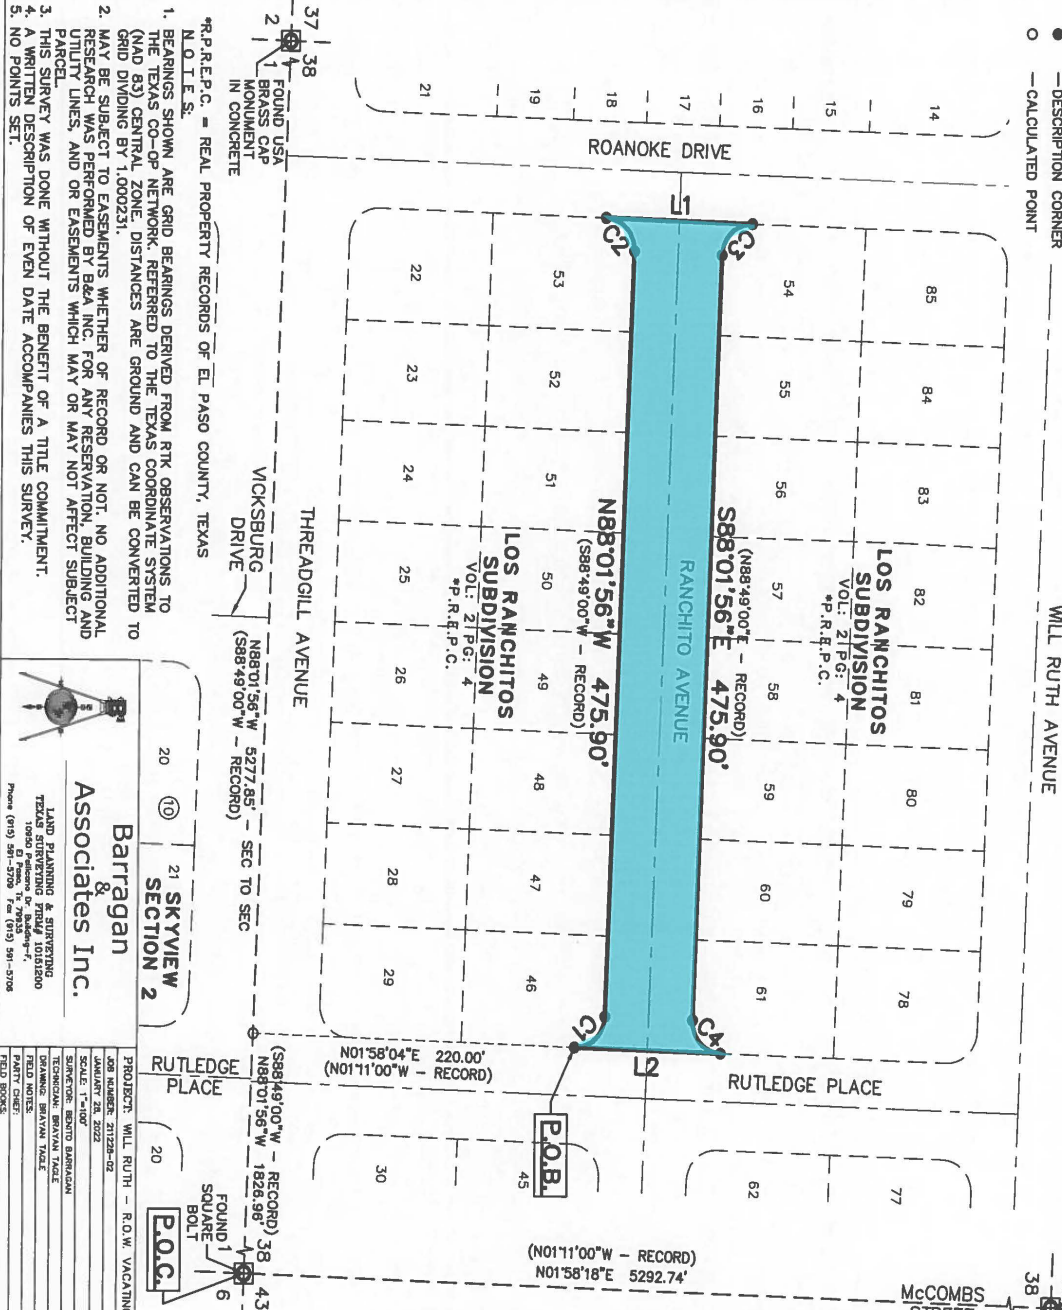 —DESCRIPTION CORNER
—CALCULATED POINT
WILL RUTH AVENUE
14
15
16
17
18
19
21
ROANOKE DRIVE
L1
C3
C2
85
84
83
82
81
80
79
78
54
55
56
57
58
59
60
61
LOS RANCHITOS
SUBDIVISION
VOL: 2 PG: 4
*P.R.E.P.C.
(N88°49'00"E – RECORD)
S88°01'56"E 475.90'
RANCHITO AVENUE
N88°01'56"W 475.90'
(S88°49'00"W – RECORD)
53
52
51
50
49
48
47
46
LOS RANCHITOS
SUBDIVISION
VOL: 2 PG: 4
*P.R.E.P.C.
22
23
24
25
26
27
28
29
C4
C1
L2
RUTLEDGE PLACE
P.O.B.
77
62
45
30
N01°58'04"E 220.00'
(N01°11'00"W – RECORD)
(N01°11'00"W – RECORD)
N01°58'18"E 5292.74'
McCOMBS
38
THREADGILL AVENUE
VICKSBURG
DRIVE
N88°01'56"W 5277.85' – SEC TO SEC
(S88°49'00"W – RECORD)
(S88°49'00"W – RECORD)
N88°01'56"W 1826.96'
37
38
2
1
FOUND USA
BRASS CAP
MONUMENT
IN CONCRETE
38
43
1
6
FOUND
SQUARE
BOLT
P.O.C.
RUTLEDGE
PLACE
20
10
21
SKYVIEW
SECTION 2
20
*R.P.R.E.P.C. = REAL PROPERTY RECORDS OF EL PASO COUNTY, TEXAS
N O T E S:
1. BEARINGS SHOWN ARE GRID BEARINGS DERIVED FROM RTK OBSERVATIONS TO
THE TEXAS CO-OP NETWORK, REFERRED TO THE TEXAS COORDINATE SYSTEM
(NAD 83) CENTRAL ZONE. DISTANCES ARE GROUND AND CAN BE CONVERTED TO
GRID DIVIDING BY 1.000231.
2. MAY BE SUBJECT TO EASEMENTS WHETHER OF RECORD OR NOT. NO ADDITIONAL
RESEARCH WAS PERFORMED BY B&A INC. FOR ANY RESERVATION, BUILDING AND
UTILITY LINES, AND OR EASEMENTS WHICH MAY OR MAY NOT AFFECT SUBJECT
PARCEL.
3. THIS SURVEY WAS DONE WITHOUT THE BENEFIT OF A TITLE COMMITMENT.
4. A WRITTEN DESCRIPTION OF EVEN DATE ACCOMPANIES THIS SURVEY.
5. NO POINTS SET.
B
Barragan
&
Associates Inc.
LAND PLANNING & SURVEYING
TEXAS SURVEYING FIRM# 10151200
10950 Pellicano Dr. Building-F,
El Paso, Tx 79935
Phone (915) 591-5709 Fax (915) 591-5706
PROJECT: WILL RUTH – R.O.W. VACATIN
JOB NUMBER: 211228-02
JANUARY 28, 2022
SCALE: 1"=100'
SURVEYOR: BENITO BARRAGAN
TECHNICIAN: BRAYAN TAGLE
DRAWING: BRAYAN TAGLE
FIELD NOTES:
PARTY CHIEF:
FIELD BOOKS: